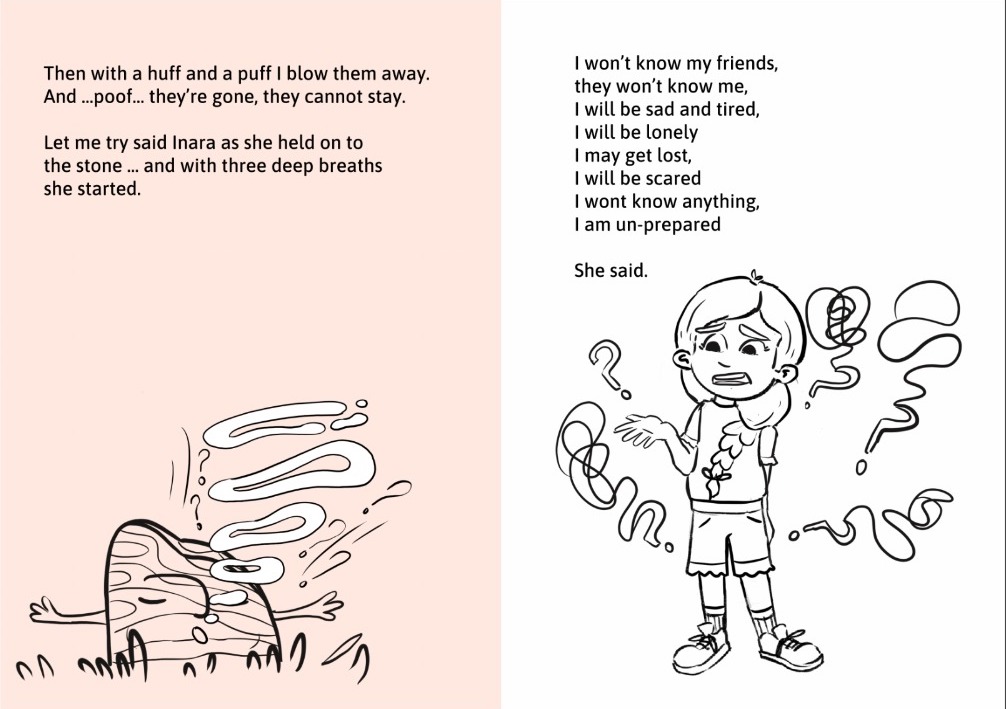 Then with a huff and a puff I blow them away.
And ...poof... they're gone, they cannot stay.
Let me try said Inara as she held on to
the stone ... and with three deep breaths
she started.
I won't know my friends,
they won't know me,
I will be sad and tired,
I will be lonely
I may get lost,
I will be scared
I wont know anything,
I am un-prepared
She said.